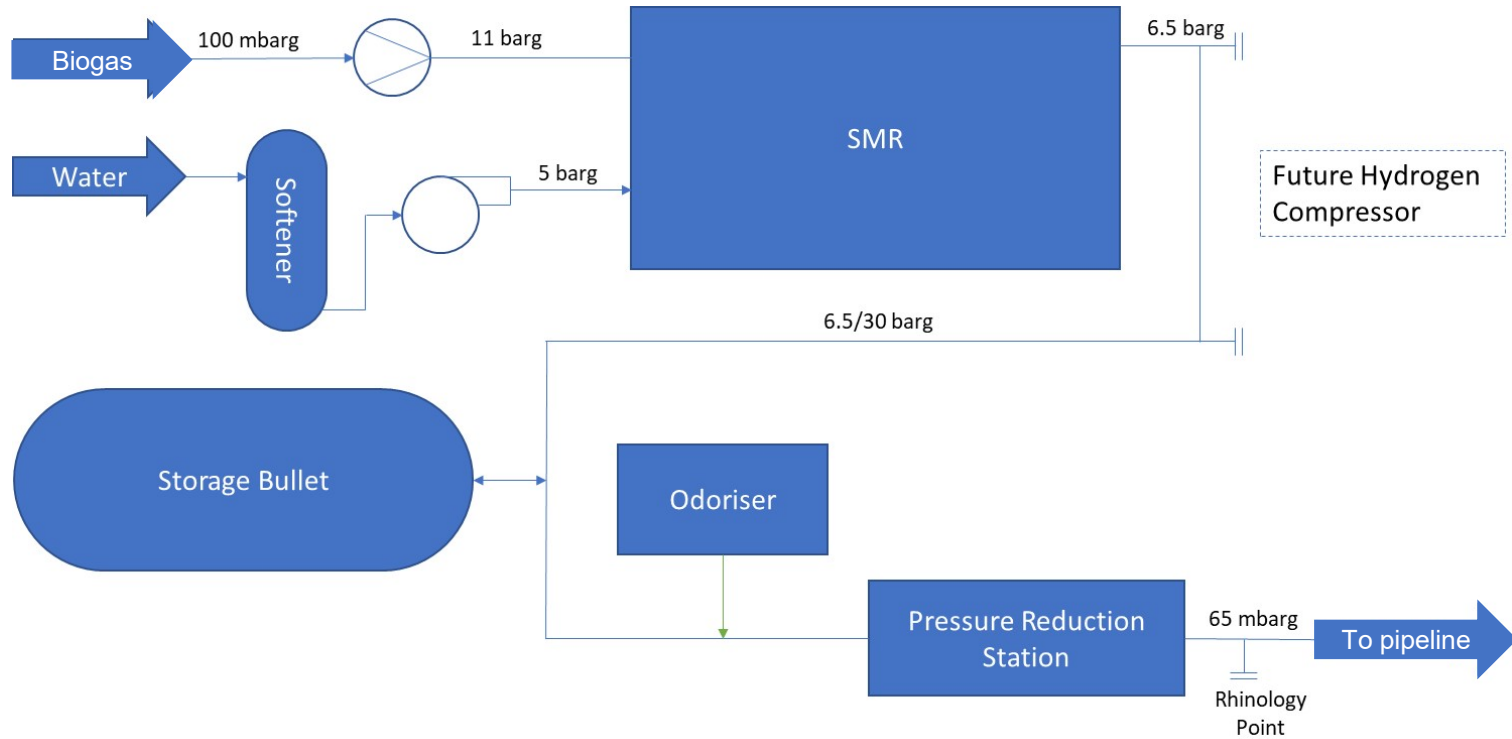 Biogas
100 mbarg
11 barg
6.5 barg
SMR
Water
Softener
5 barg
Future Hydrogen
Compressor
6.5/30 barg
Storage Bullet
Odoriser
Pressure Reduction
Station
65 mbarg
To pipeline
Rhinology
Point